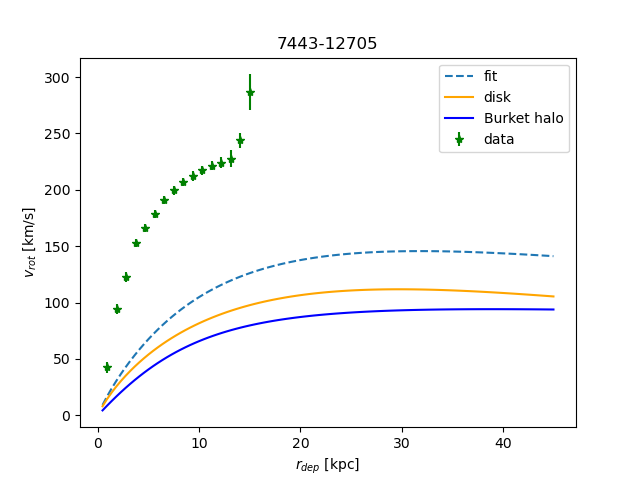 7443-12705
300
250
200
150
100
50
0
v_rot [km/s]
fit
disk
Burket halo
data
0 10 20 30 40
r_dep [kpc]